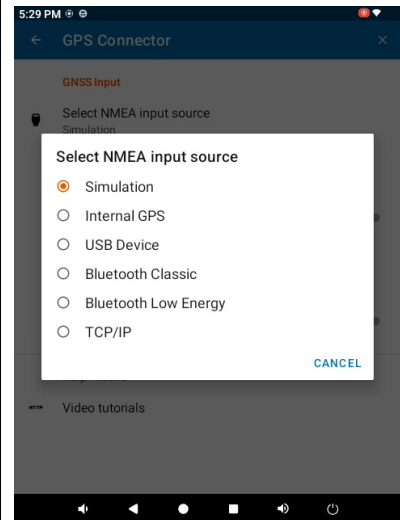 5:29 PM
GPS Connector
GNSS Input
Select NMEA input source
Simulation
Select NMEA input source
Simulation
Internal GPS
USB Device
Bluetooth Classic
Bluetooth Low Energy
TCP/IP
CANCEL
HTTP Video tutorials